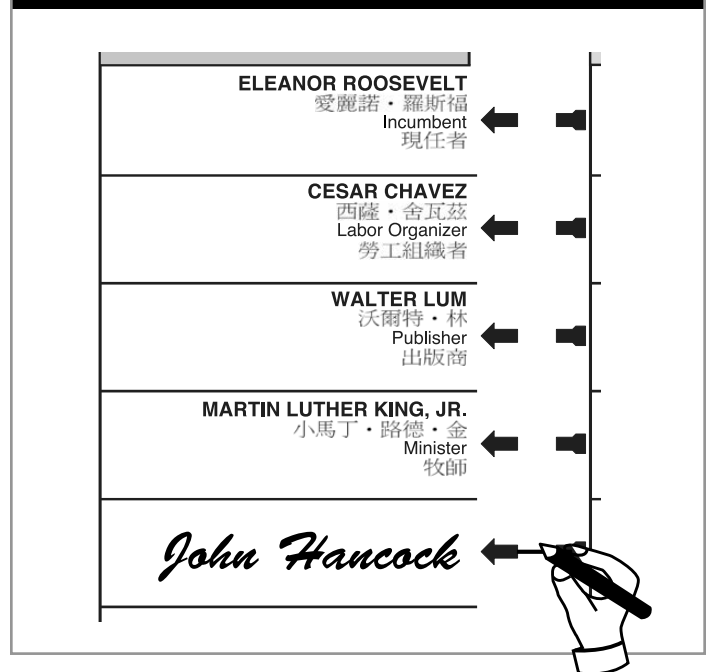 ELEANOR ROOSEVELT
愛麗諾・羅斯福
Incumbent
現任者
CESAR CHAVEZ
西薩・舍瓦茲
Labor Organizer
勞工組織者
WALTER LUM
沃爾特・林
Publisher
出版商
MARTIN LUTHER KING, JR.
小馬丁・路德・金
Minister
牧師
John Hancock